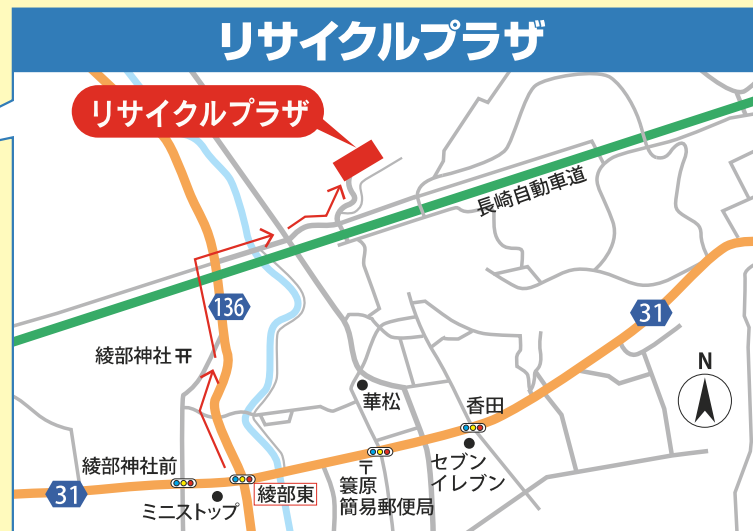 リサイクルプラザ
リサイクルプラザ
長崎自動車道
136
31
綾部神社
N
華松
香田
綾部神社前
セブン
イレブン
〒
簑原
簡易郵便局
31
綾部東
ミニストップ